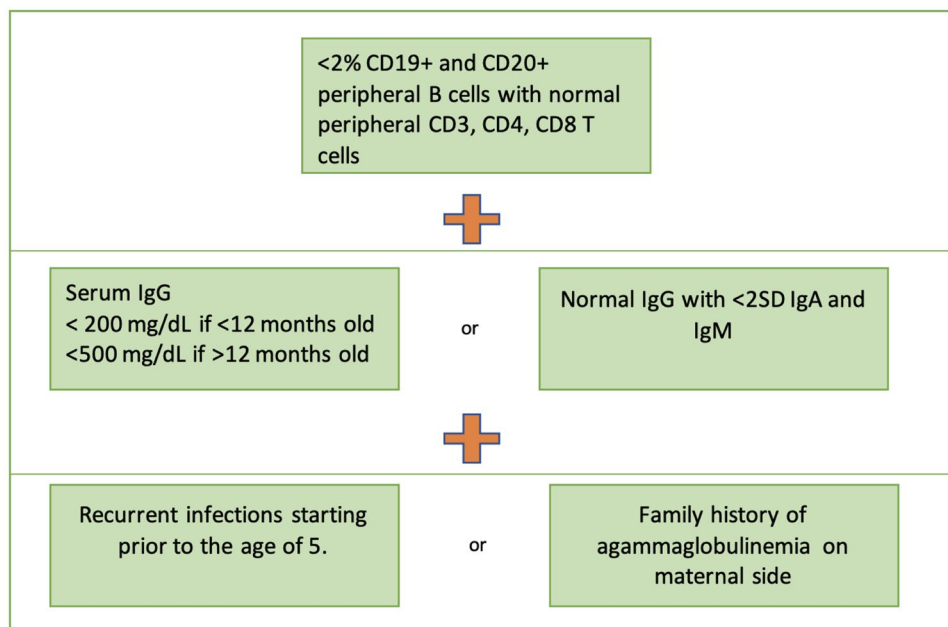 <2% CD19+ and CD20+
peripheral B cells with normal
peripheral CD3, CD4, CD8 T
cells
Serum IgG
< 200 mg/dL if <12 months old
<500 mg/dL if >12 months old
or
Normal IgG with <2SD IgA and
IgM
Recurrent infections starting
prior to the age of 5.
or
Family history of
agammaglobulinemia on
maternal side